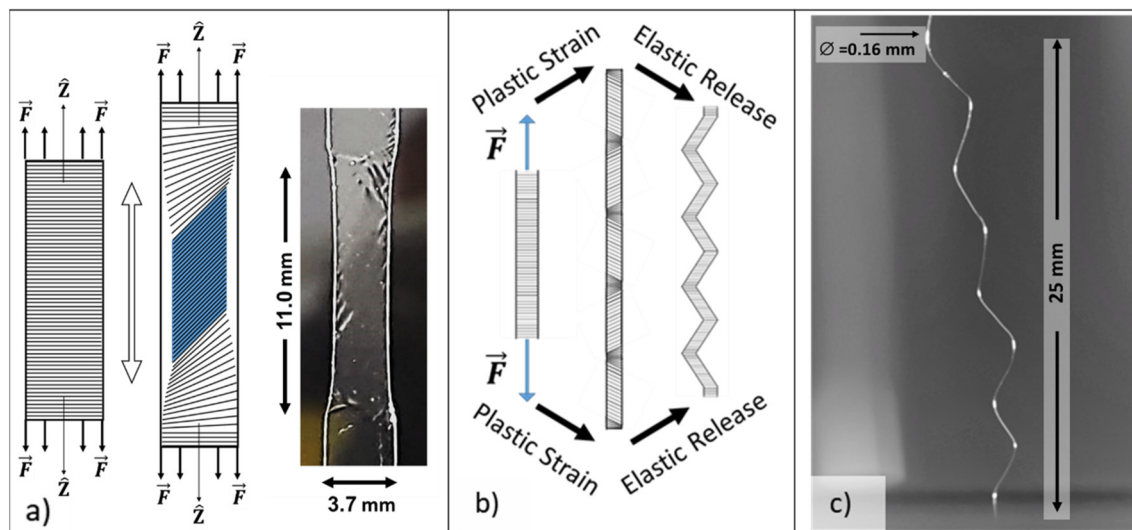 Ẑ
F⃗ F⃗
Ẑ
F⃗ F⃗
F⃗ F⃗
Ẑ
F⃗ F⃗
Ẑ
11.0 mm
3.7 mm
a)
Plastic Strain
Elastic Release
F⃗
F⃗
Plastic Strain
Elastic Release
b)
∅ =0.16 mm
25 mm
c)